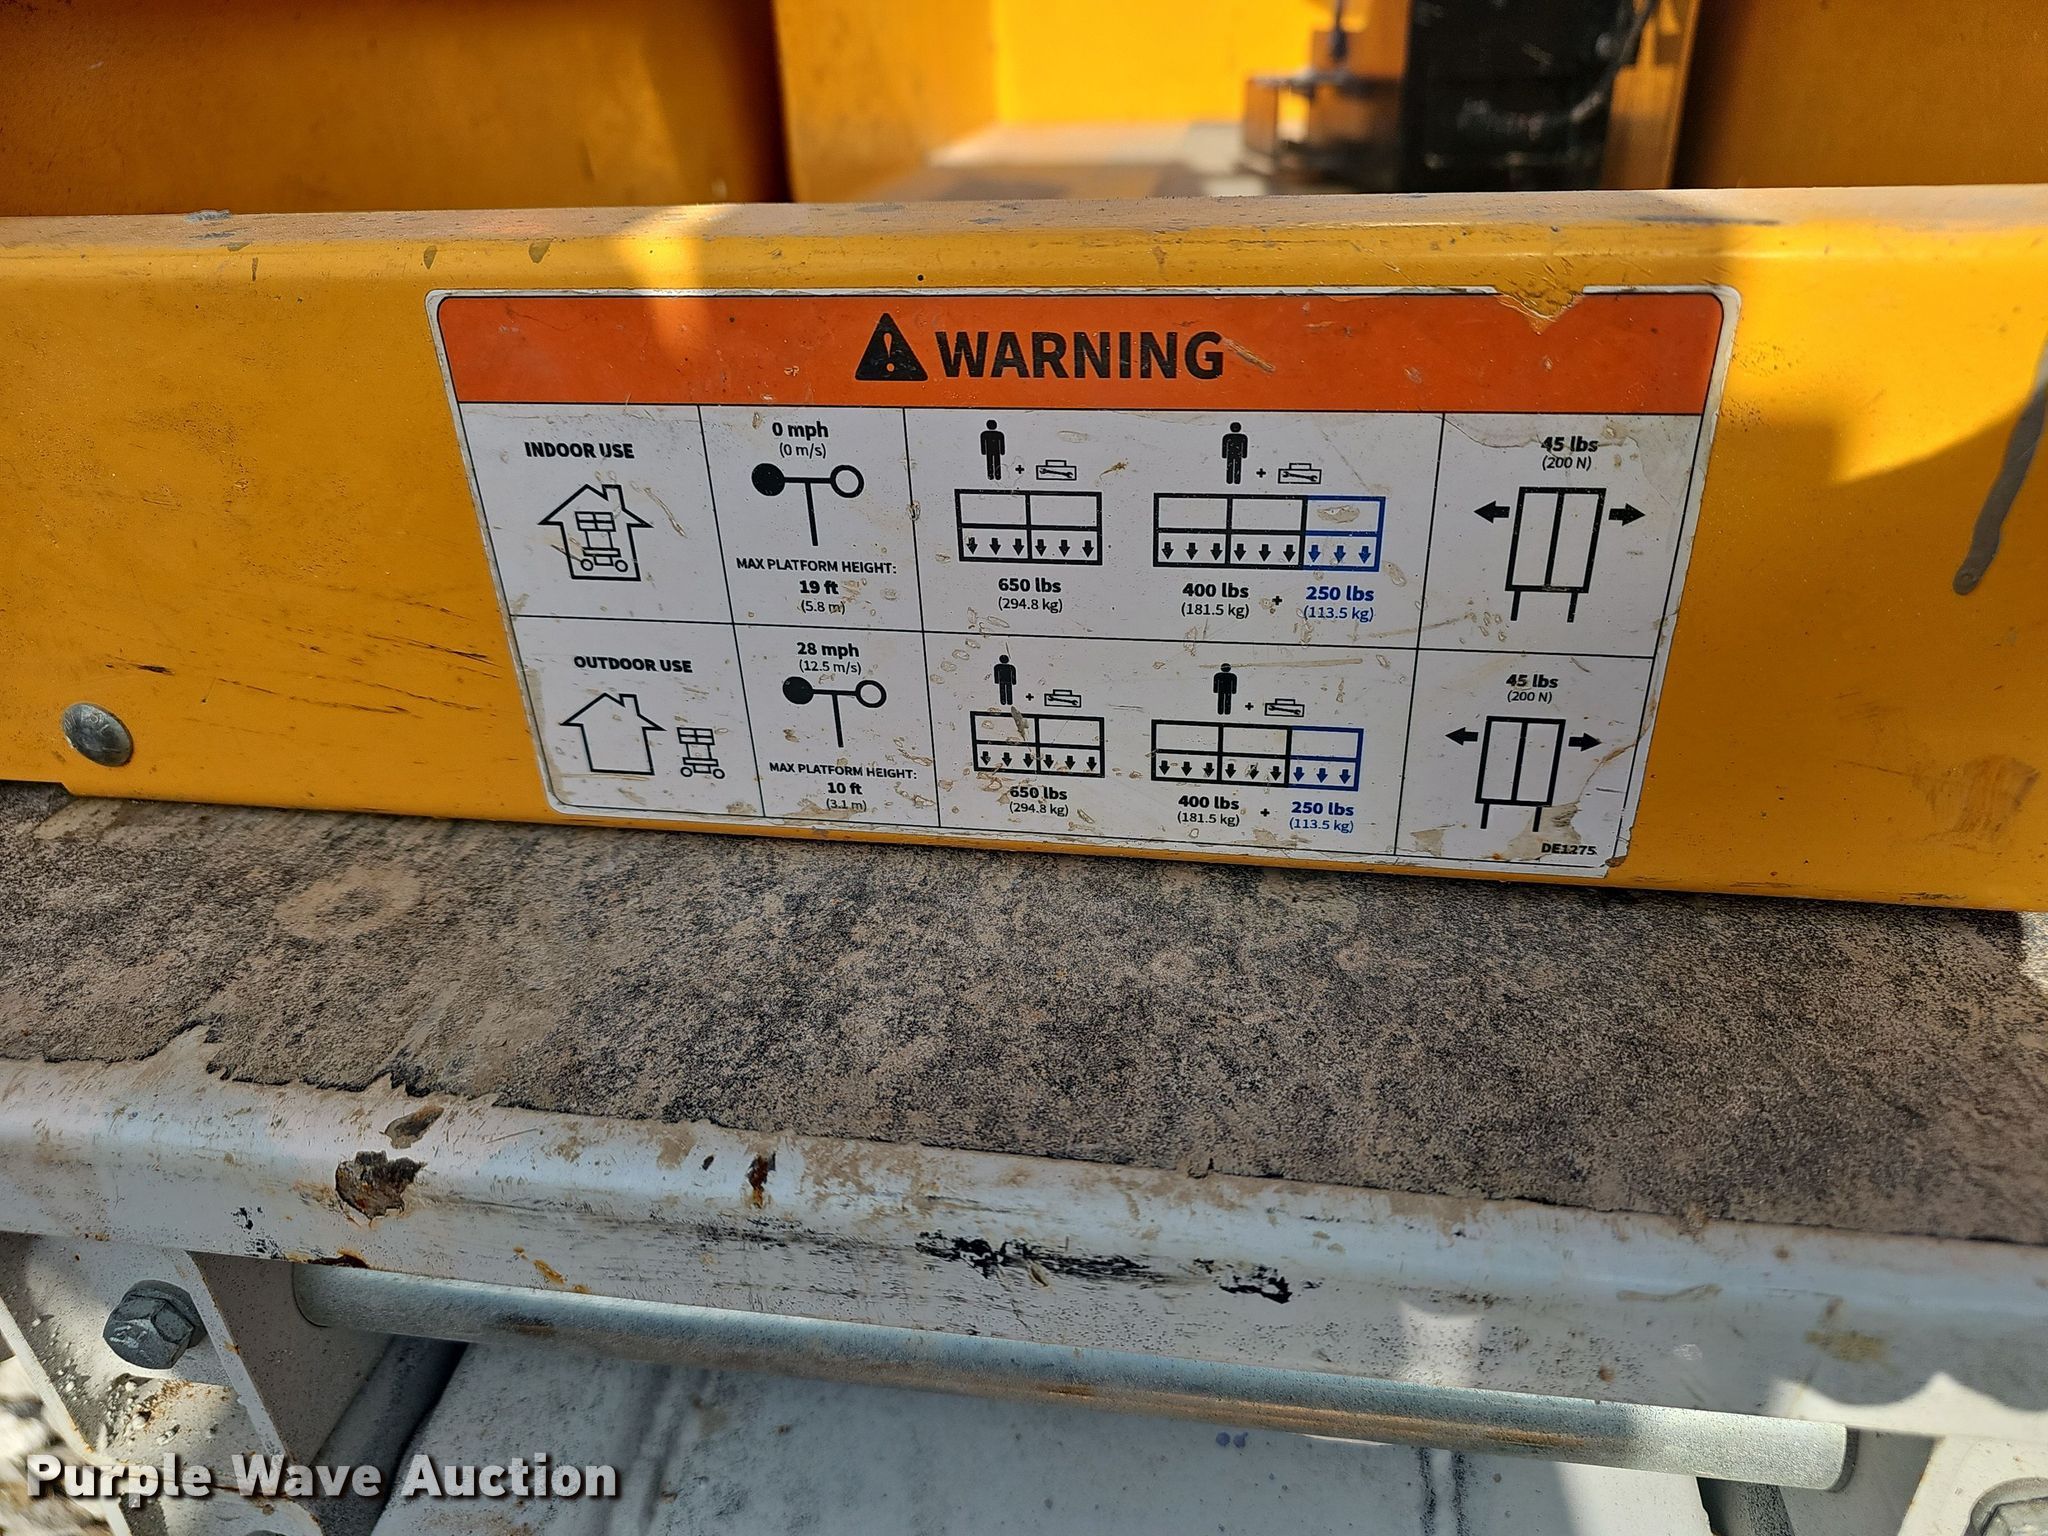 WARNING
INDOOR USE
0 mph
(0 m/s)
MAX PLATFORM HEIGHT:
19 ft
(5.8 m)
+
650 lbs
(294.8 kg)
+
400 lbs + 250 lbs
(181.5 kg) (113.5 kg)
45 lbs
(200 N)
OUTDOOR USE
28 mph
(12.5 m/s)
MAX PLATFORM HEIGHT:
10 ft
(3.1 m)
+
650 lbs
(294.8 kg)
+
400 lbs + 250 lbs
(181.5 kg) (113.5 kg)
45 lbs
(200 N)
DE1275
Purple Wave Auction